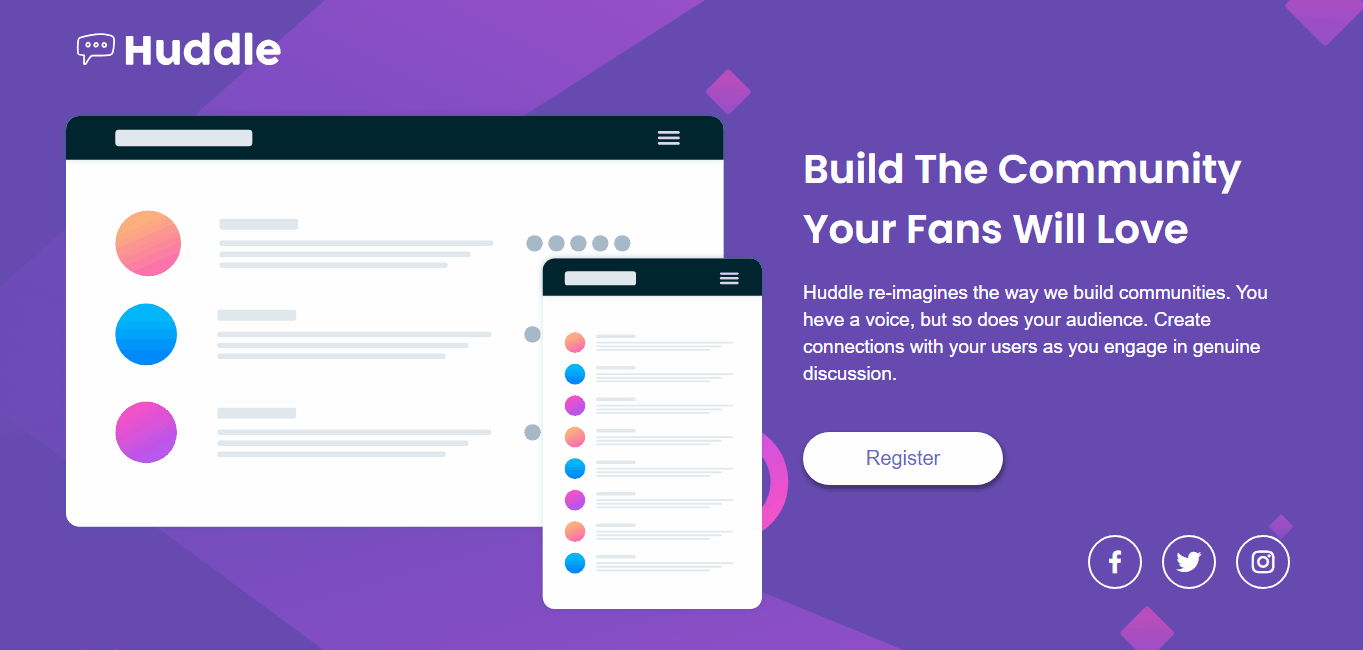 Huddle
Build The Community
Your Fans Will Love
Huddle re-imagines the way we build communities. You
heve a voice, but so does your audience. Create
connections with your users as you engage in genuine
discussion.
Register